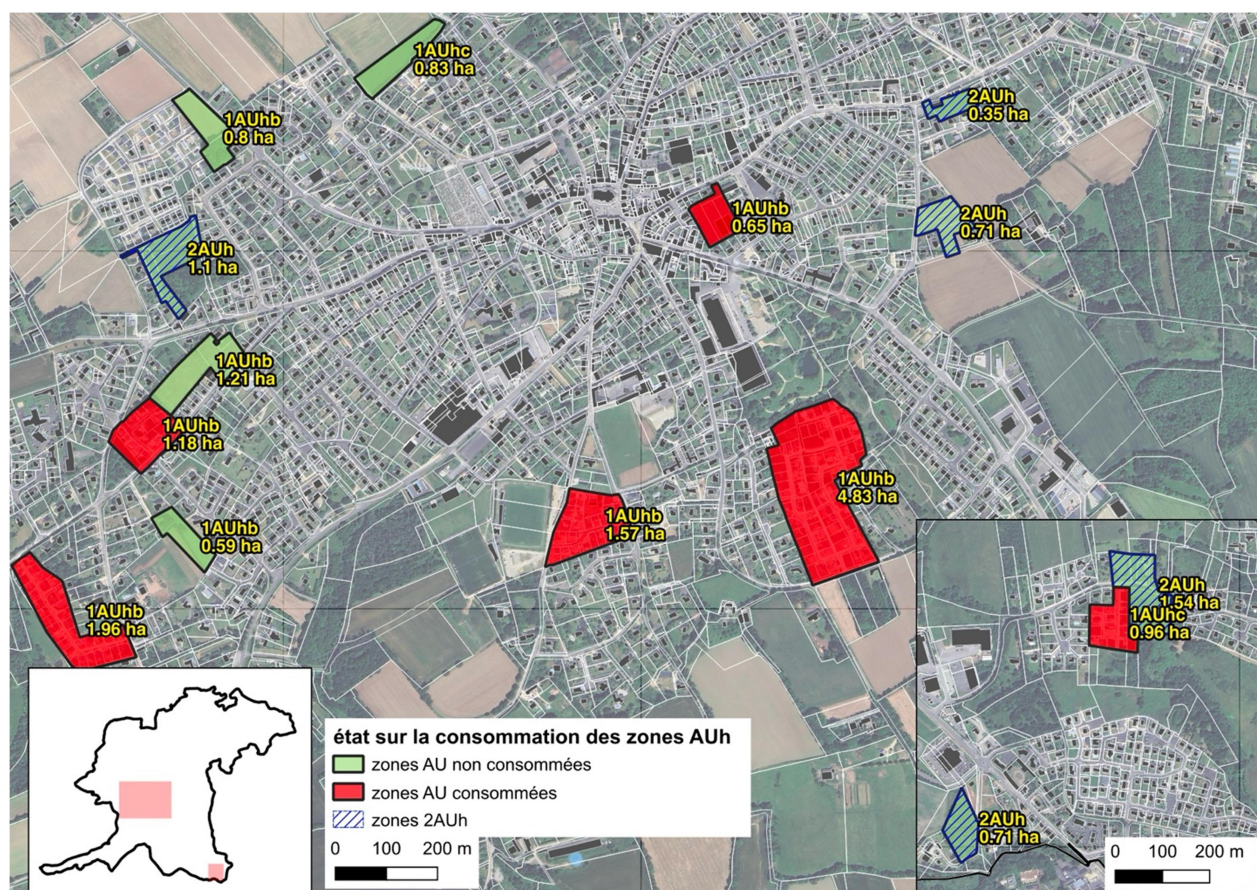 1AUhc
0.83 ha
1AUhb
0.8 ha
2AUh
0.35 ha
1AUhb
0.65 ha
2AUh
0.71 ha
2AUh
1.1 ha
1AUhb
1.21 ha
1AUhb
1.18 ha
1AUhb
4.83 ha
1AUhb
1.57 ha
1AUhb
0.59 ha
1AUhb
1.96 ha
2AUh
1.54 ha
1AUhc
0.96 ha
2AUh
0.71 ha
état sur la consommation des zones AUh
zones AU non consommées
zones AU consommées
zones 2AUh
0 100 200 m
0 100 200 m